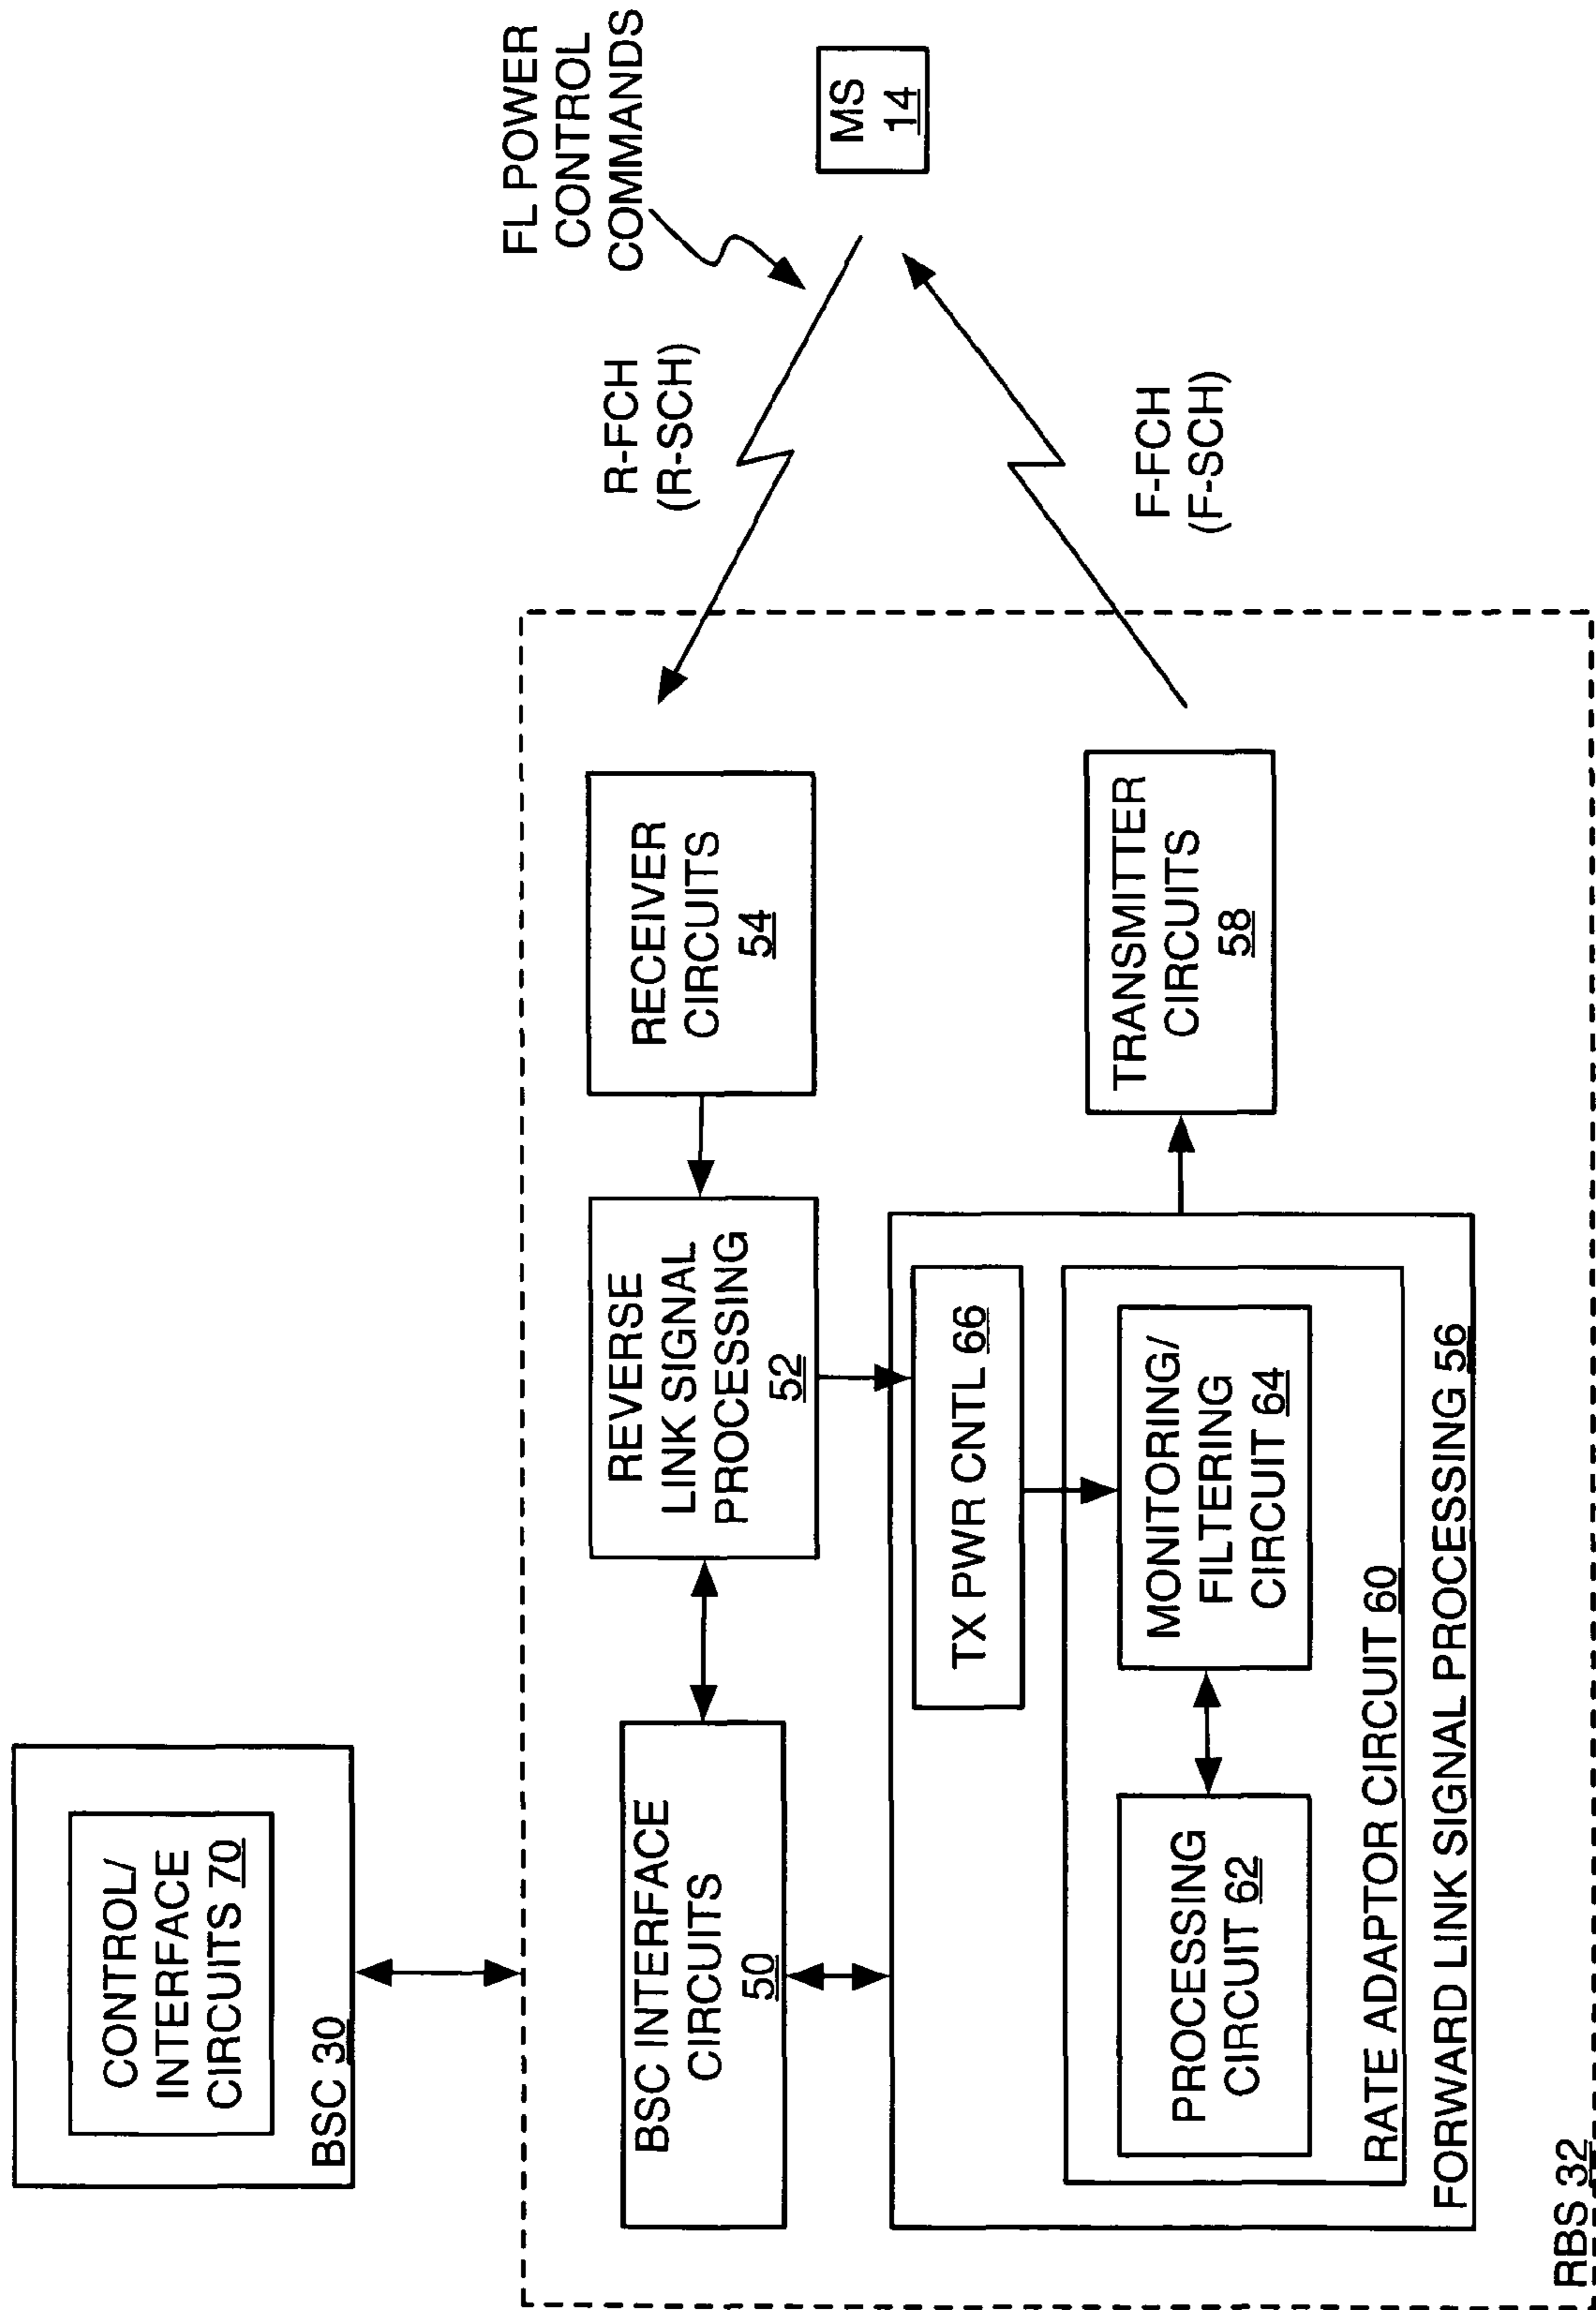 CONTROL/
INTERFACE
CIRCUITS 70
BSC 30
FL POWER
CONTROL
COMMANDS
R-FCH
(R-SCH)
MS
14
BSC INTERFACE
CIRCUITS
50
REVERSE
LINK SIGNAL
PROCESSING
52
RECEIVER
CIRCUITS
54
F-FCH
(F-SCH)
TX PWR CNTL 66
PROCESSING
CIRCUIT 62
MONITORING/
FILTERING
CIRCUIT 64
RATE ADAPTOR CIRCUIT 60
FORWARD LINK SIGNAL PROCESSING 56
TRANSMITTER
CIRCUITS
58
RBS 32